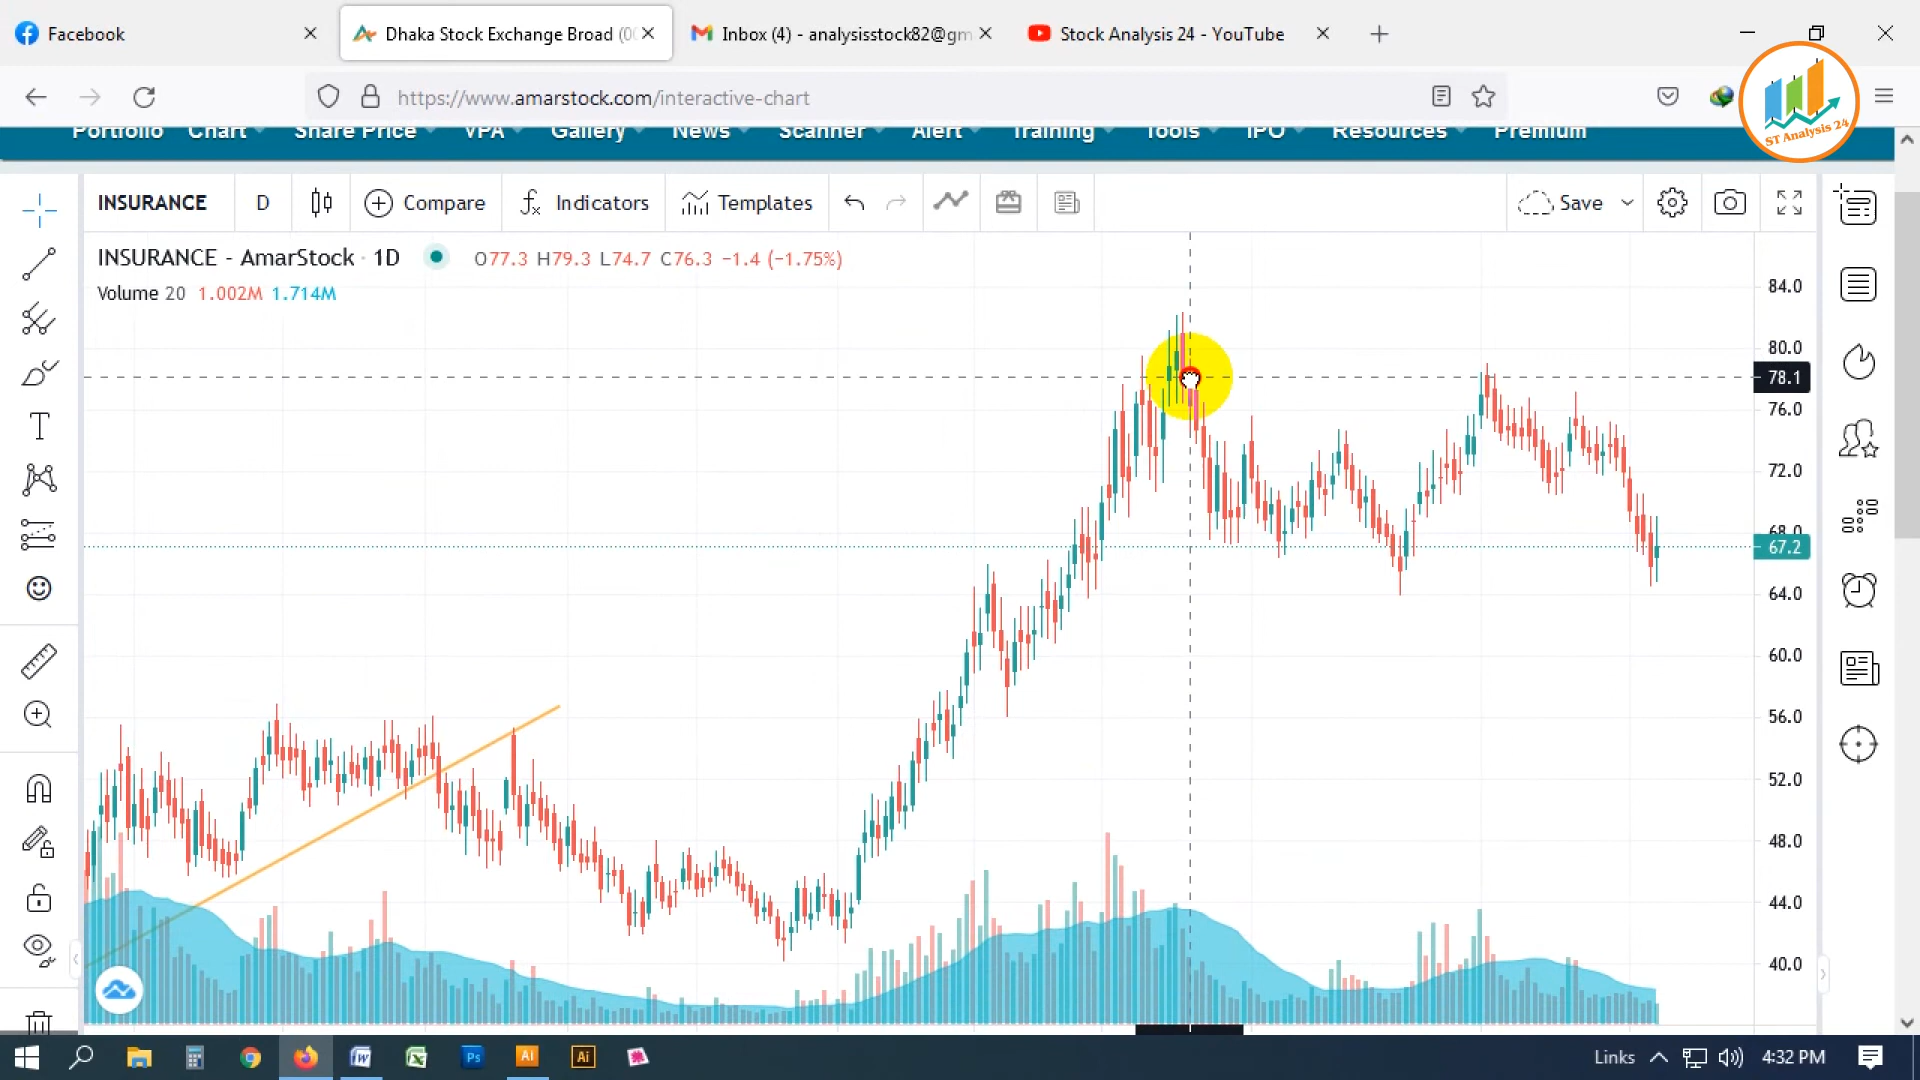 Facebook
Dhaka Stock Exchange Broad (00
Inbox (4) - analysisstock82@gm
Stock Analysis 24 - YouTube
https://www.amarstock.com/interactive-chart
ST Analysis 24
Portfolio Chart Share Price VPA Gallery News Scanner Alert Training Tools IPO Resources Premium
INSURANCE D Compare Indicators Templates Save
INSURANCE - AmarStock · 1D O77.3 H79.3 L74.7 C76.3 −1.4 (−1.75%)
Volume 20 1.002M 1.714M
84.0
80.0
78.1
76.0
72.0
68.0
67.2
64.0
60.0
56.0
52.0
48.0
44.0
40.0
Links 4:32 PM